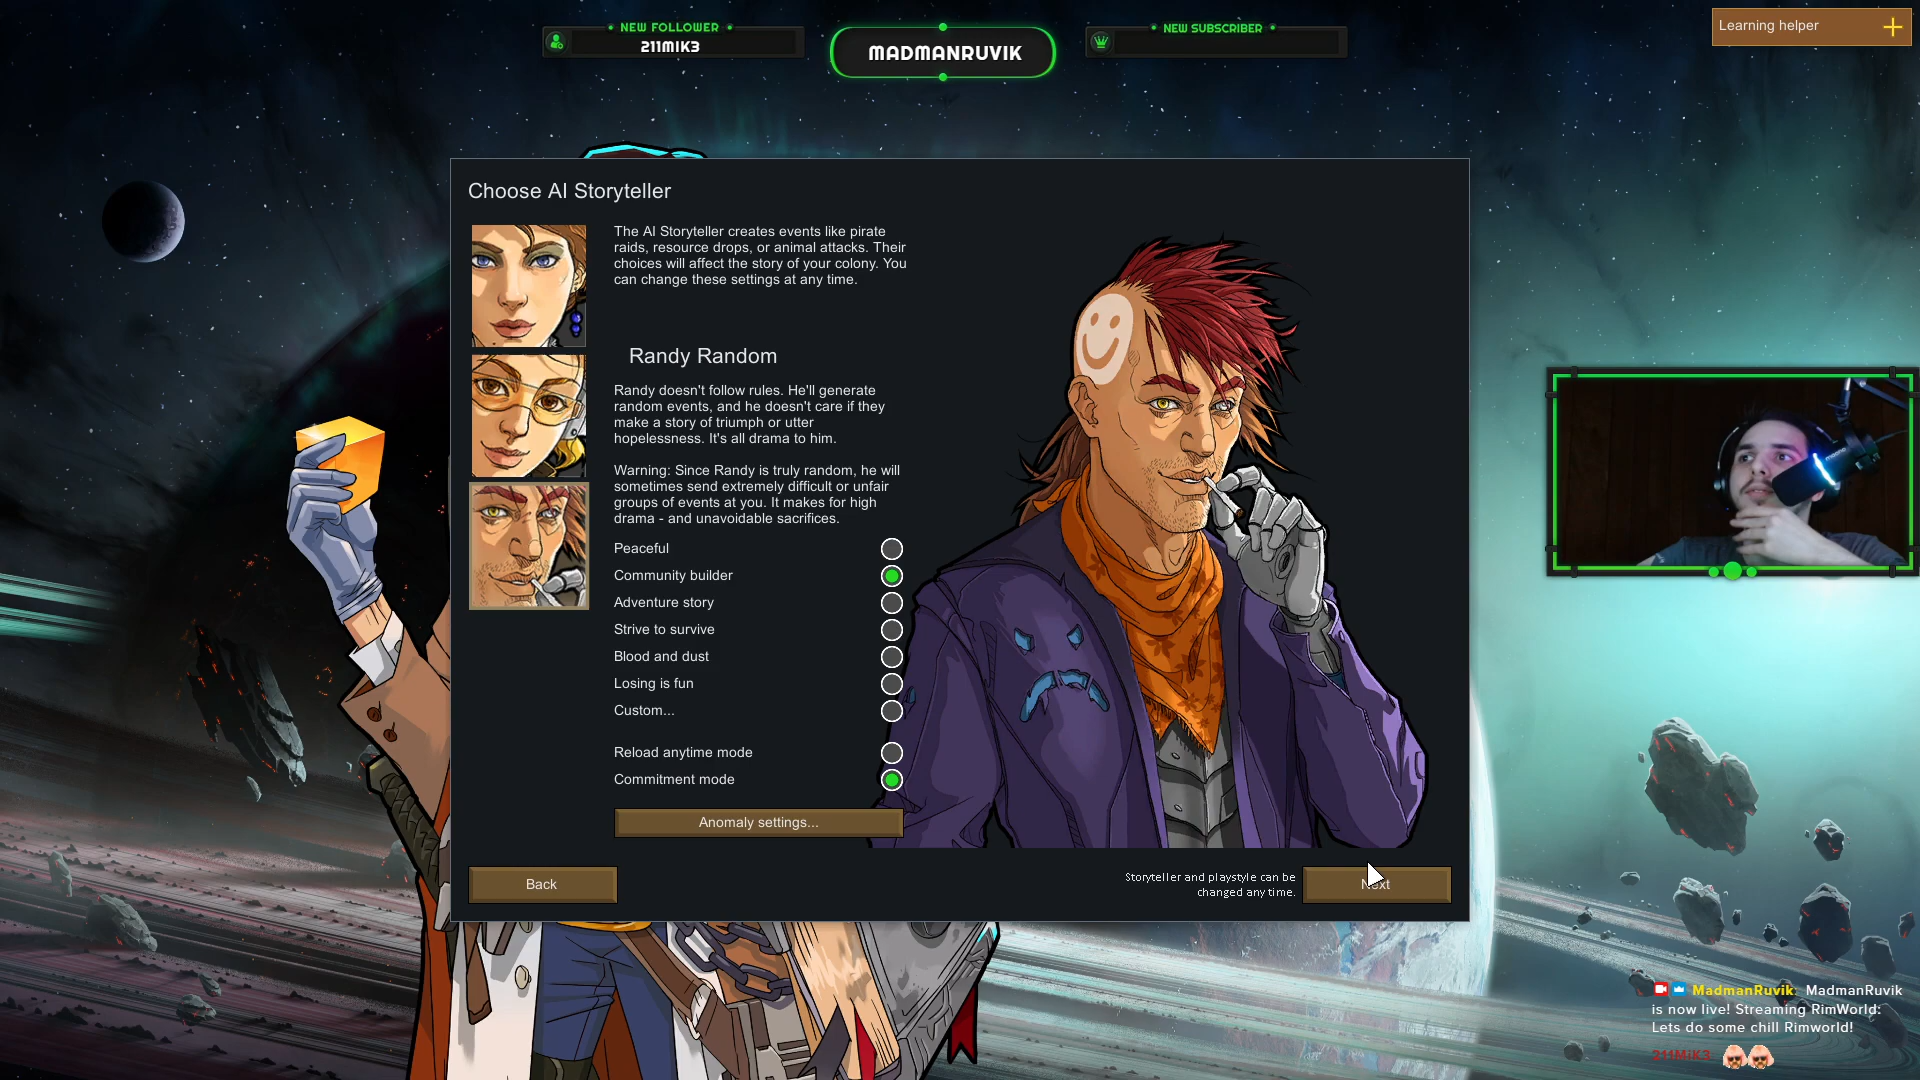 NEW FOLLOWER
211MIK3
MADMANRUVIK
NEW SUBSCRIBER
Learning helper
Choose AI Storyteller
The AI Storyteller creates events like pirate
raids, resource drops, or animal attacks. Their
choices will affect the story of your colony. You
can change these settings at any time.
Randy Random
Randy doesn't follow rules. He'll generate
random events, and he doesn't care if they
make a story of triumph or utter
hopelessness. It's all drama to him.
Warning: Since Randy is truly random, he will
sometimes send extremely difficult or unfair
groups of events at you. It makes for high
drama - and unavoidable sacrifices.
Peaceful
Community builder
Adventure story
Strive to survive
Blood and dust
Losing is fun
Custom...
Reload anytime mode
Commitment mode
Anomaly settings...
Back
Storyteller and playstyle can be
changed any time.
Next
MadmanRuvik: MadmanRuvik
is now live! Streaming RimWorld:
Lets do some chill Rimworld!
211MiK3: